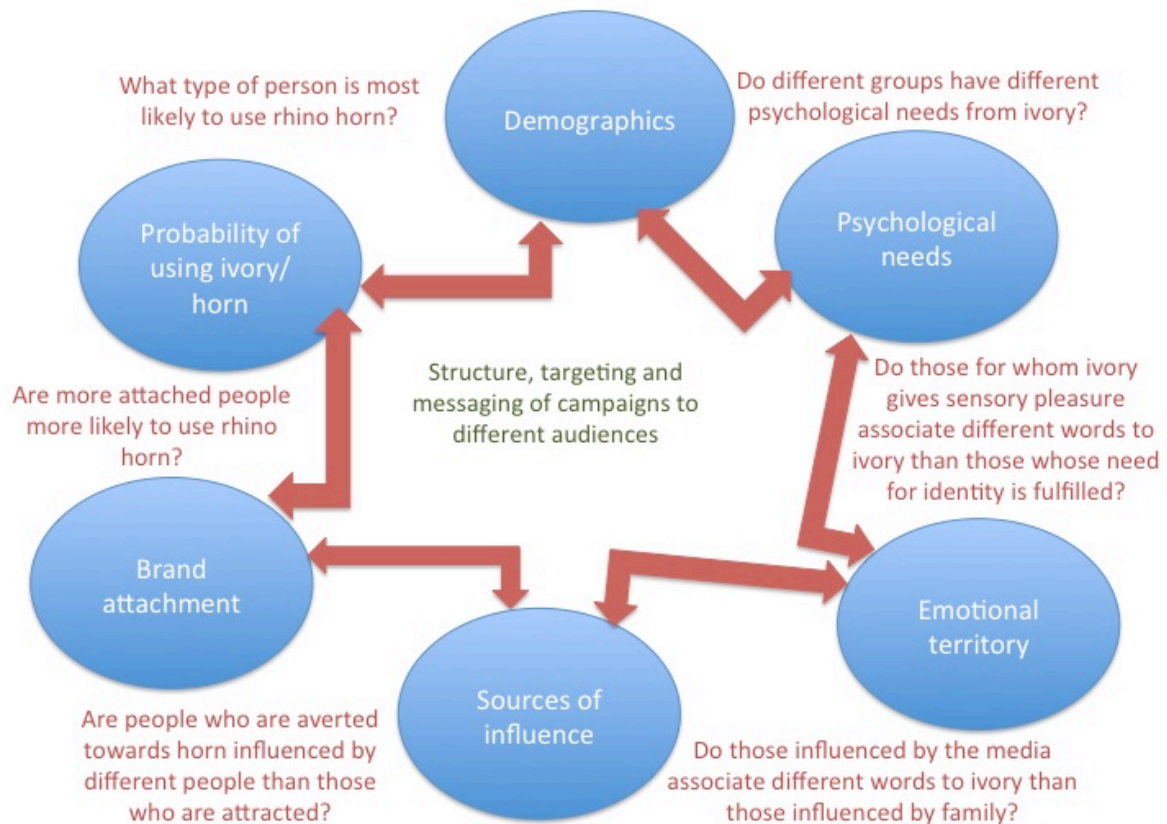 Demographics
What type of person is most
likely to use rhino horn?
Do different groups have different
psychological needs from ivory?
Probability of
using ivory/
horn
Psychological
needs
Structure, targeting and
messaging of campaigns to
different audiences
Are more attached people
more likely to use rhino
horn?
Do those for whom ivory
gives sensory pleasure
associate different words to
ivory than those whose need
for identity is fulfilled?
Brand
attachment
Emotional
territory
Sources of
influence
Are people who are averted
towards horn influenced by
different people than those
who are attracted?
Do those influenced by the media
associate different words to ivory than
those influenced by family?